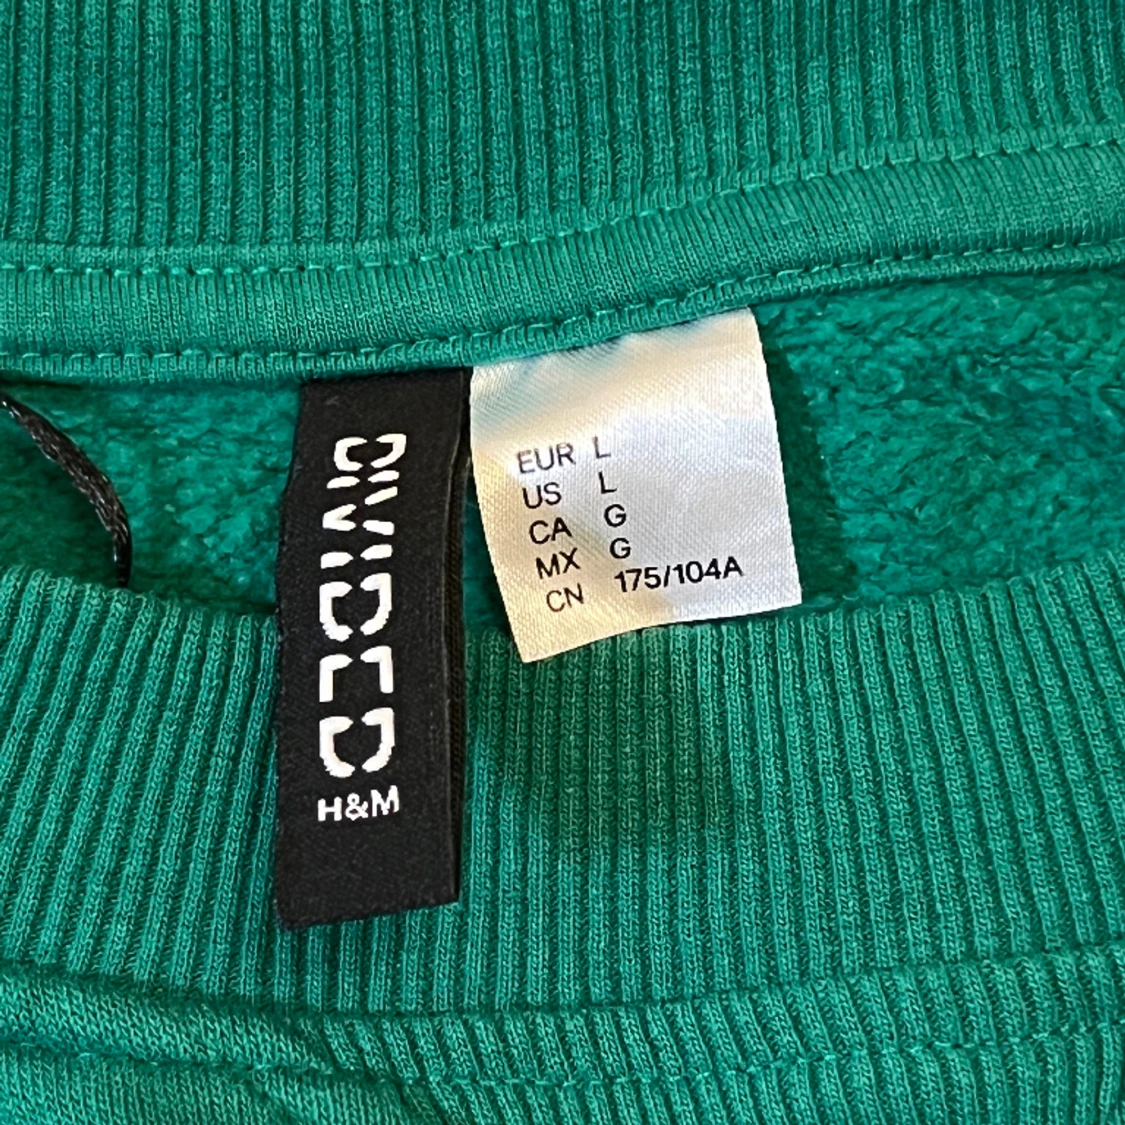 DIVIDED
H&M
EUR L
US L
CA G
MX G
CN 175/104A